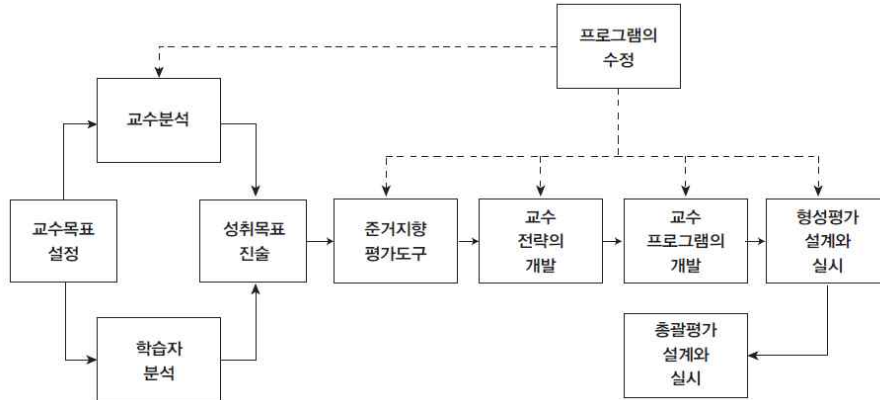 프로그램의
수정
교수분석
교수목표
설정
성취목표
진술
준거지향
평가도구
교수
전략의
개발
교수
프로그램의
개발
형성평가
설계와
실시
학습자
분석
총괄평가
설계와
실시